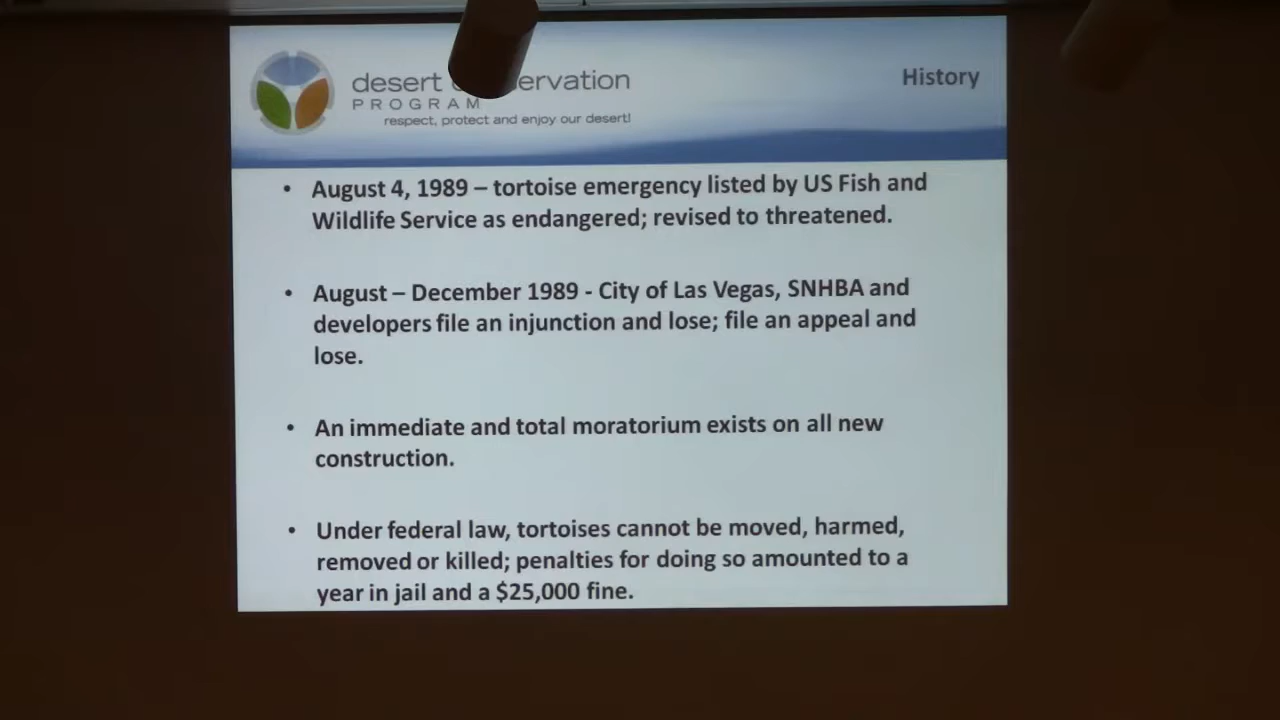 desert ervation
PROGRAM
respect, protect and enjoy our desert!
History
• August 4, 1989 – tortoise emergency listed by US Fish and
Wildlife Service as endangered; revised to threatened.
• August – December 1989 - City of Las Vegas, SNHBA and
developers file an injunction and lose; file an appeal and
lose.
• An immediate and total moratorium exists on all new
construction.
• Under federal law, tortoises cannot be moved, harmed,
removed or killed; penalties for doing so amounted to a
year in jail and a $25,000 fine.